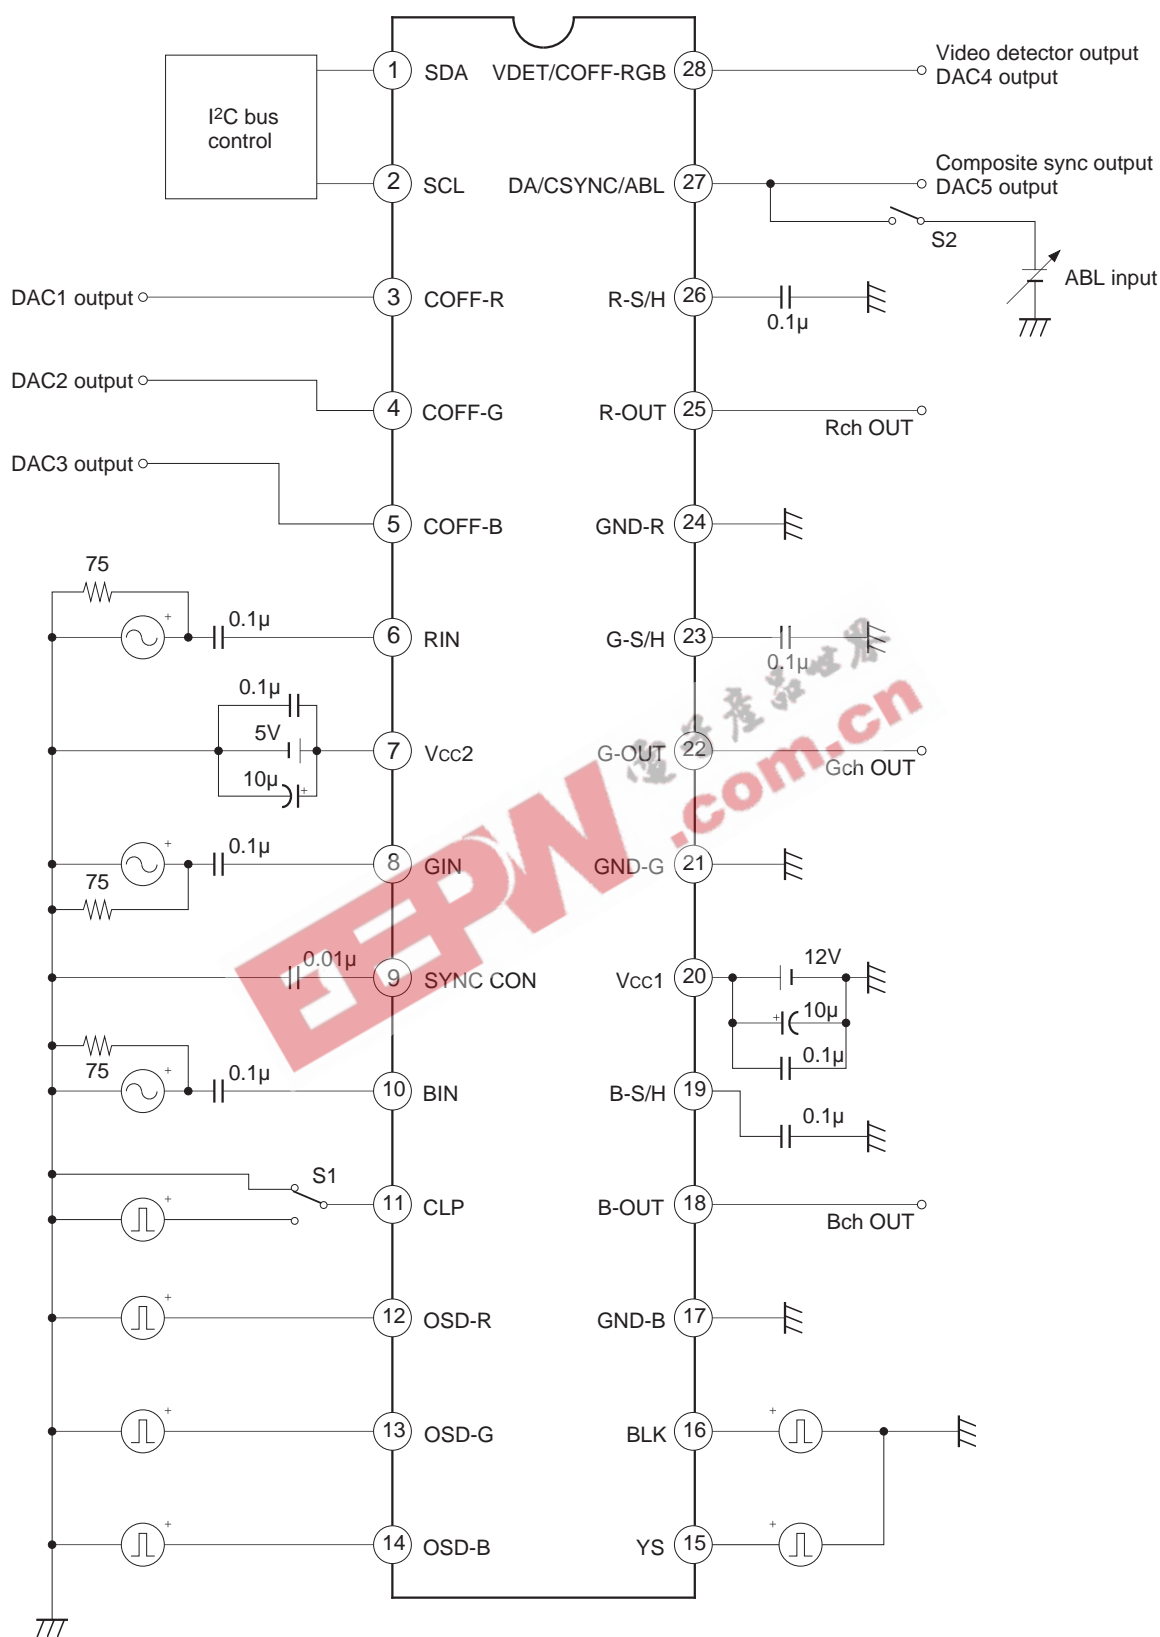 1 SDA
VDET/COFF-RGB 28
Video detector output
DAC4 output
I²C bus
control
2 SCL
DA/CSYNC/ABL 27
Composite sync output
DAC5 output
S2
ABL input
DAC1 output
3 COFF-R
R-S/H 26
0.1µ
DAC2 output
4 COFF-G
R-OUT 25
Rch OUT
DAC3 output
5 COFF-B
GND-R 24
75
+
0.1µ
6 RIN
G-S/H 23
0.1µ
0.1µ
5V
10µ
+
7 Vcc2
G-OUT 22
Gch OUT
+
0.1µ
75
8 GIN
GND-G 21
0.01µ
9 SYNC CON
Vcc1 20
12V
+
10µ
0.1µ
75
+
0.1µ
10 BIN
B-S/H 19
0.1µ
S1
+
11 CLP
B-OUT 18
Bch OUT
+
12 OSD-R
GND-B 17
+
13 OSD-G
BLK 16
+
+
14 OSD-B
YS 15
+
電子產品世界
EEPW.com.cn